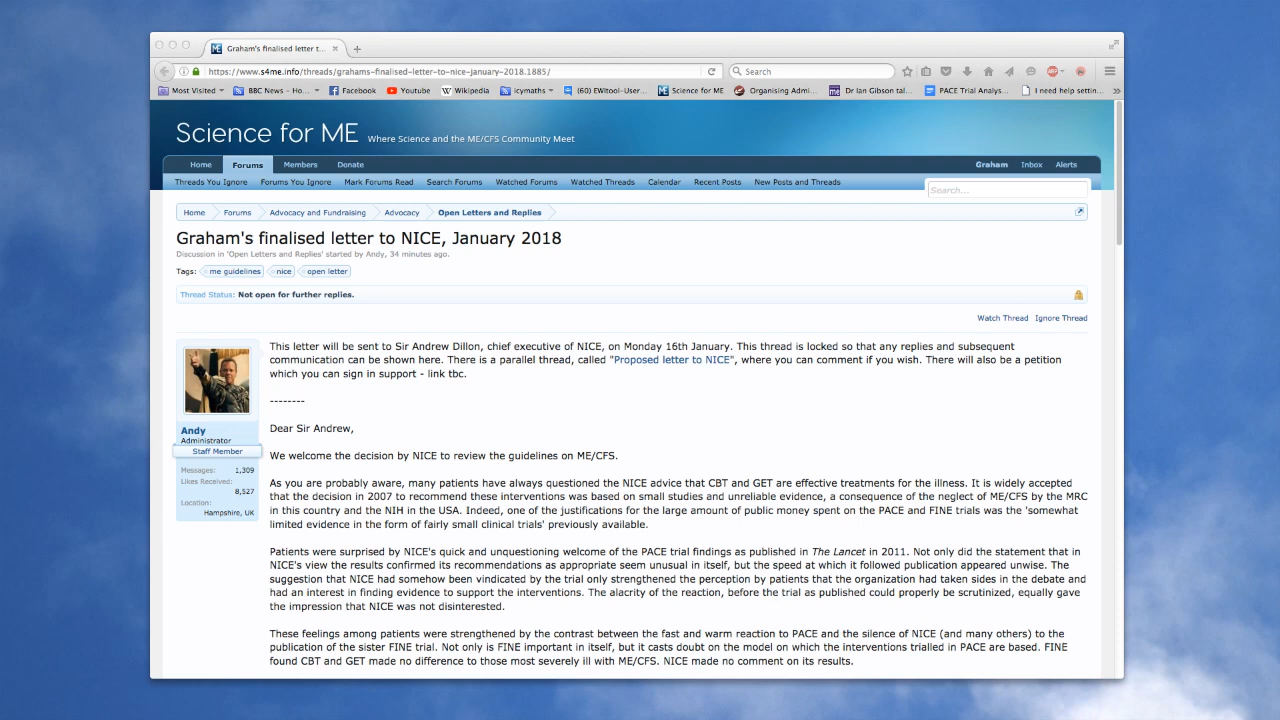 Graham's finalised letter t...
https://www.s4me.info/threads/grahams-finalised-letter-to-nice-january-2018.1885/
Search
Most Visited
BBC News - Ho...
Facebook
Youtube
Wikipedia
icymaths
(60) EWItool-User...
Science for ME
Organising Admi...
Dr Ian Gibson tal...
PACE Trial Analys...
I need help settin...
Science for ME Where Science and the ME/CFS Community Meet
Home Forums Members Donate Graham Inbox Alerts
Threads You Ignore Forums You Ignore Mark Forums Read Search Forums Watched Forums Watched Threads Calendar Recent Posts New Posts and Threads
Search...
Home Forums Advocacy and Fundraising Advocacy Open Letters and Replies
Graham's finalised letter to NICE, January 2018
Discussion in 'Open Letters and Replies' started by Andy, 34 minutes ago.
Tags: me guidelines nice open letter
Thread Status: Not open for further replies.
Watch Thread Ignore Thread
Andy
Administrator
Staff Member
Messages: 1,309
Likes Received:
8,527
Location:
Hampshire, UK
This letter will be sent to Sir Andrew Dillon, chief executive of NICE, on Monday 16th January. This thread is locked so that any replies and subsequent
communication can be shown here. There is a parallel thread, called "Proposed letter to NICE", where you can comment if you wish. There will also be a petition
which you can sign in support - link tbc.
--------
Dear Sir Andrew,
We welcome the decision by NICE to review the guidelines on ME/CFS.
As you are probably aware, many patients have always questioned the NICE advice that CBT and GET are effective treatments for the illness. It is widely accepted
that the decision in 2007 to recommend these interventions was based on small studies and unreliable evidence, a consequence of the neglect of ME/CFS by the MRC
in this country and the NIH in the USA. Indeed, one of the justifications for the large amount of public money spent on the PACE and FINE trials was the 'somewhat
limited evidence in the form of fairly small clinical trials' previously available.
Patients were surprised by NICE's quick and unquestioning welcome of the PACE trial findings as published in The Lancet in 2011. Not only did the statement that in
NICE's view the results confirmed its recommendations as appropriate seem unusual in itself, but the speed at which it followed publication appeared unwise. The
suggestion that NICE had somehow been vindicated by the trial only strengthened the perception by patients that the organization had taken sides in the debate and
had an interest in finding evidence to support the interventions. The alacrity of the reaction, before the trial as published could properly be scrutinized, equally gave
the impression that NICE was not disinterested.
These feelings among patients were strengthened by the contrast between the fast and warm reaction to PACE and the silence of NICE (and many others) to the
publication of the sister FINE trial. Not only is FINE important in itself, but it casts doubt on the model on which the interventions trialled in PACE are based. FINE
found CBT and GET made no difference to those most severely ill with ME/CFS. NICE made no comment on its results.